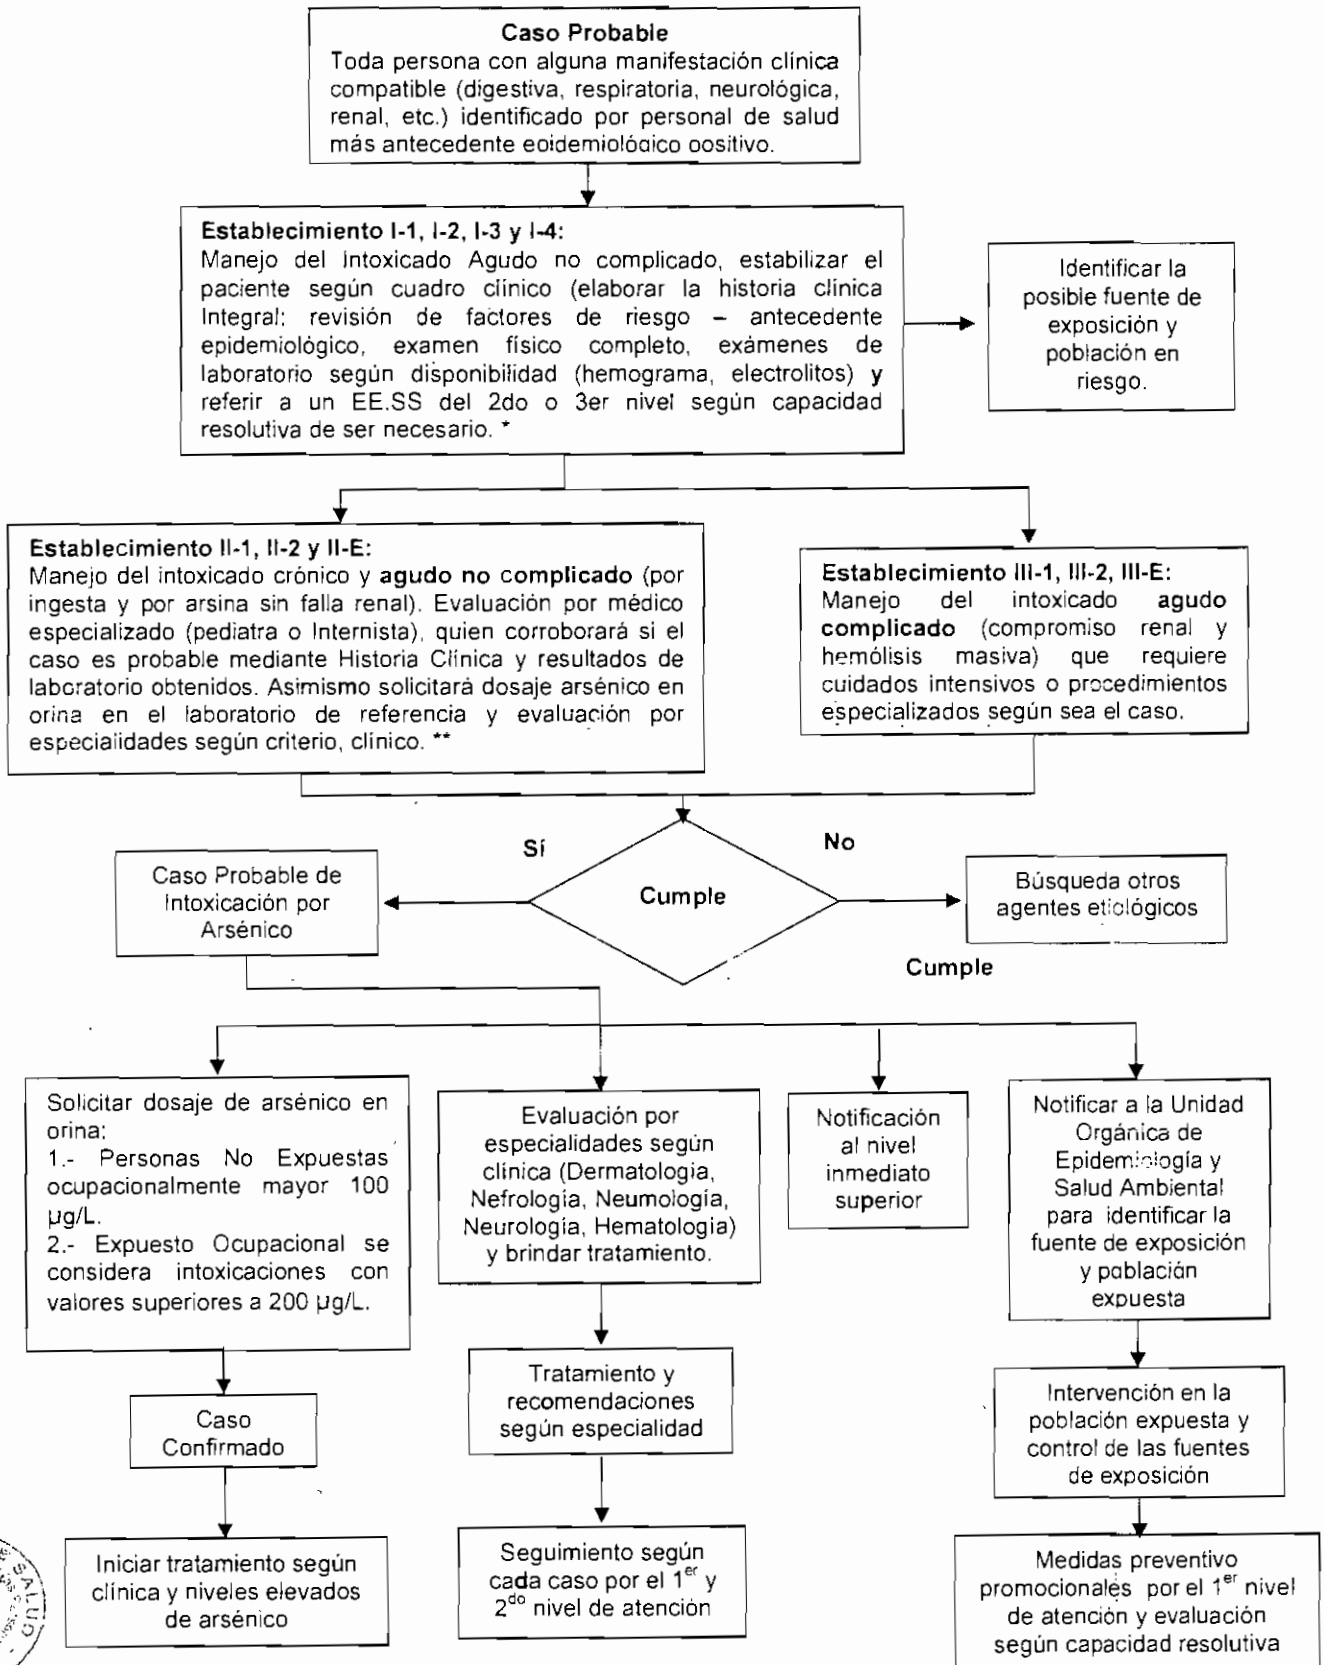 Caso Probable
Toda persona con alguna manifestación clínica
compatible (digestiva, respiratoria, neurológica,
renal, etc.) identificado por personal de salud
más antecedente epidemiológico positivo.
Establecimiento I-1, I-2, I-3 y I-4:
Manejo del Intoxicado Agudo no complicado, estabilizar el
paciente según cuadro clínico (elaborar la historia clínica
Integral: revisión de factores de riesgo – antecedente
epidemiológico, examen físico completo, exámenes de
laboratorio según disponibilidad (hemograma, electrolitos) y
referir a un EE.SS del 2do o 3er nivel según capacidad
resolutiva de ser necesario. *
Identificar la
posible fuente de
exposición y
población en
riesgo.
Establecimiento II-1, II-2 y II-E:
Manejo del intoxicado crónico y agudo no complicado (por
ingesta y por arsina sin falla renal). Evaluación por médico
especializado (pediatra o Internista), quien corroborará si el
caso es probable mediante Historia Clínica y resultados de
laboratorio obtenidos. Asimismo solicitará dosaje arsénico en
orina en el laboratorio de referencia y evaluación por
especialidades según criterio, clínico. **
Establecimiento III-1, III-2, III-E:
Manejo del intoxicado agudo
complicado (compromiso renal y
hemólisis masiva) que requiere
cuidados intensivos o procedimientos
especializados según sea el caso.
Sí
No
Caso Probable de
Intoxicación por
Arsénico
Cumple
Búsqueda otros
agentes etiológicos
Cumple
Solicitar dosaje de arsénico en
orina:
1.- Personas No Expuestas
ocupacionalmente mayor 100
µg/L.
2.- Expuesto Ocupacional se
considera intoxicaciones con
valores superiores a 200 µg/L.
Evaluación por
especialidades según
clínica (Dermatología,
Nefrología, Neumología,
Neurología, Hematología)
y brindar tratamiento.
Notificación
al nivel
inmediato
superior
Notificar a la Unidad
Orgánica de
Epidemiología y
Salud Ambiental
para identificar la
fuente de exposición
y población
expuesta
Caso
Confirmado
Tratamiento y
recomendaciones
según especialidad
Intervención en la
población expuesta y
control de las fuentes
de exposición
Iniciar tratamiento según
clínica y niveles elevados
de arsénico
Seguimiento según
cada caso por el 1er y
2do nivel de atención
Medidas preventivo
promocionales por el 1er nivel
de atención y evaluación
según capacidad resolutiva
SALUD